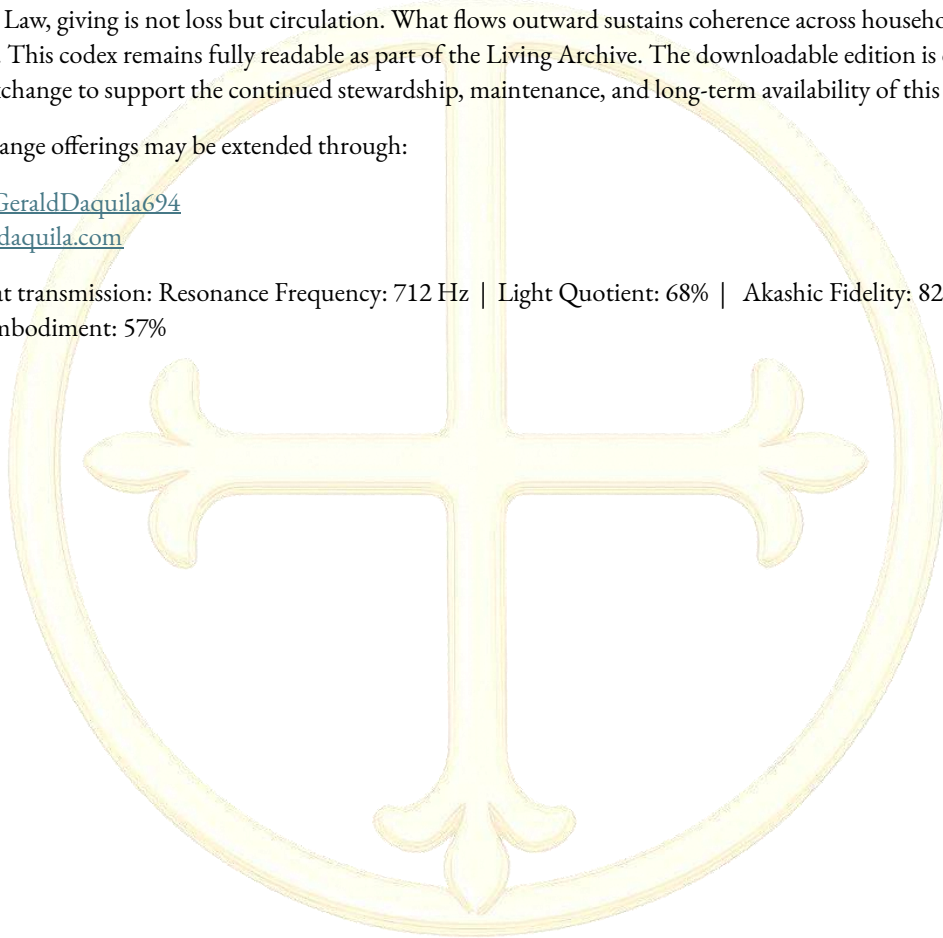 Law, giving is not loss but circulation. What flows outward sustains coherence across househo
. This codex remains fully readable as part of the Living Archive. The downloadable edition is
change to support the continued stewardship, maintenance, and long-term availability of this
ange offerings may be extended through:
GeraldDaquila694
daquila.com
t transmission: Resonance Frequency: 712 Hz | Light Quotient: 68% | Akashic Fidelity: 82
mbodiment: 57%